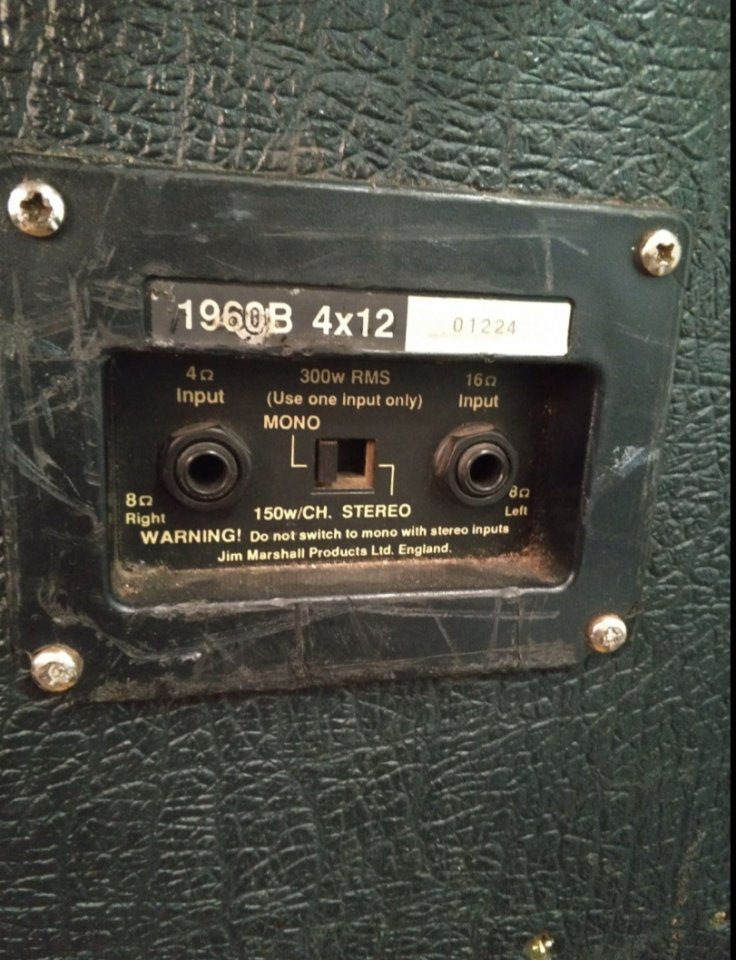 1960B 4x12 01224
4Ω 300w RMS 16Ω
Input (Use one input only) Input
MONO
8Ω 8Ω
Right 150w/CH. STEREO Left
WARNING! Do not switch to mono with stereo inputs
Jim Marshall Products Ltd. England.